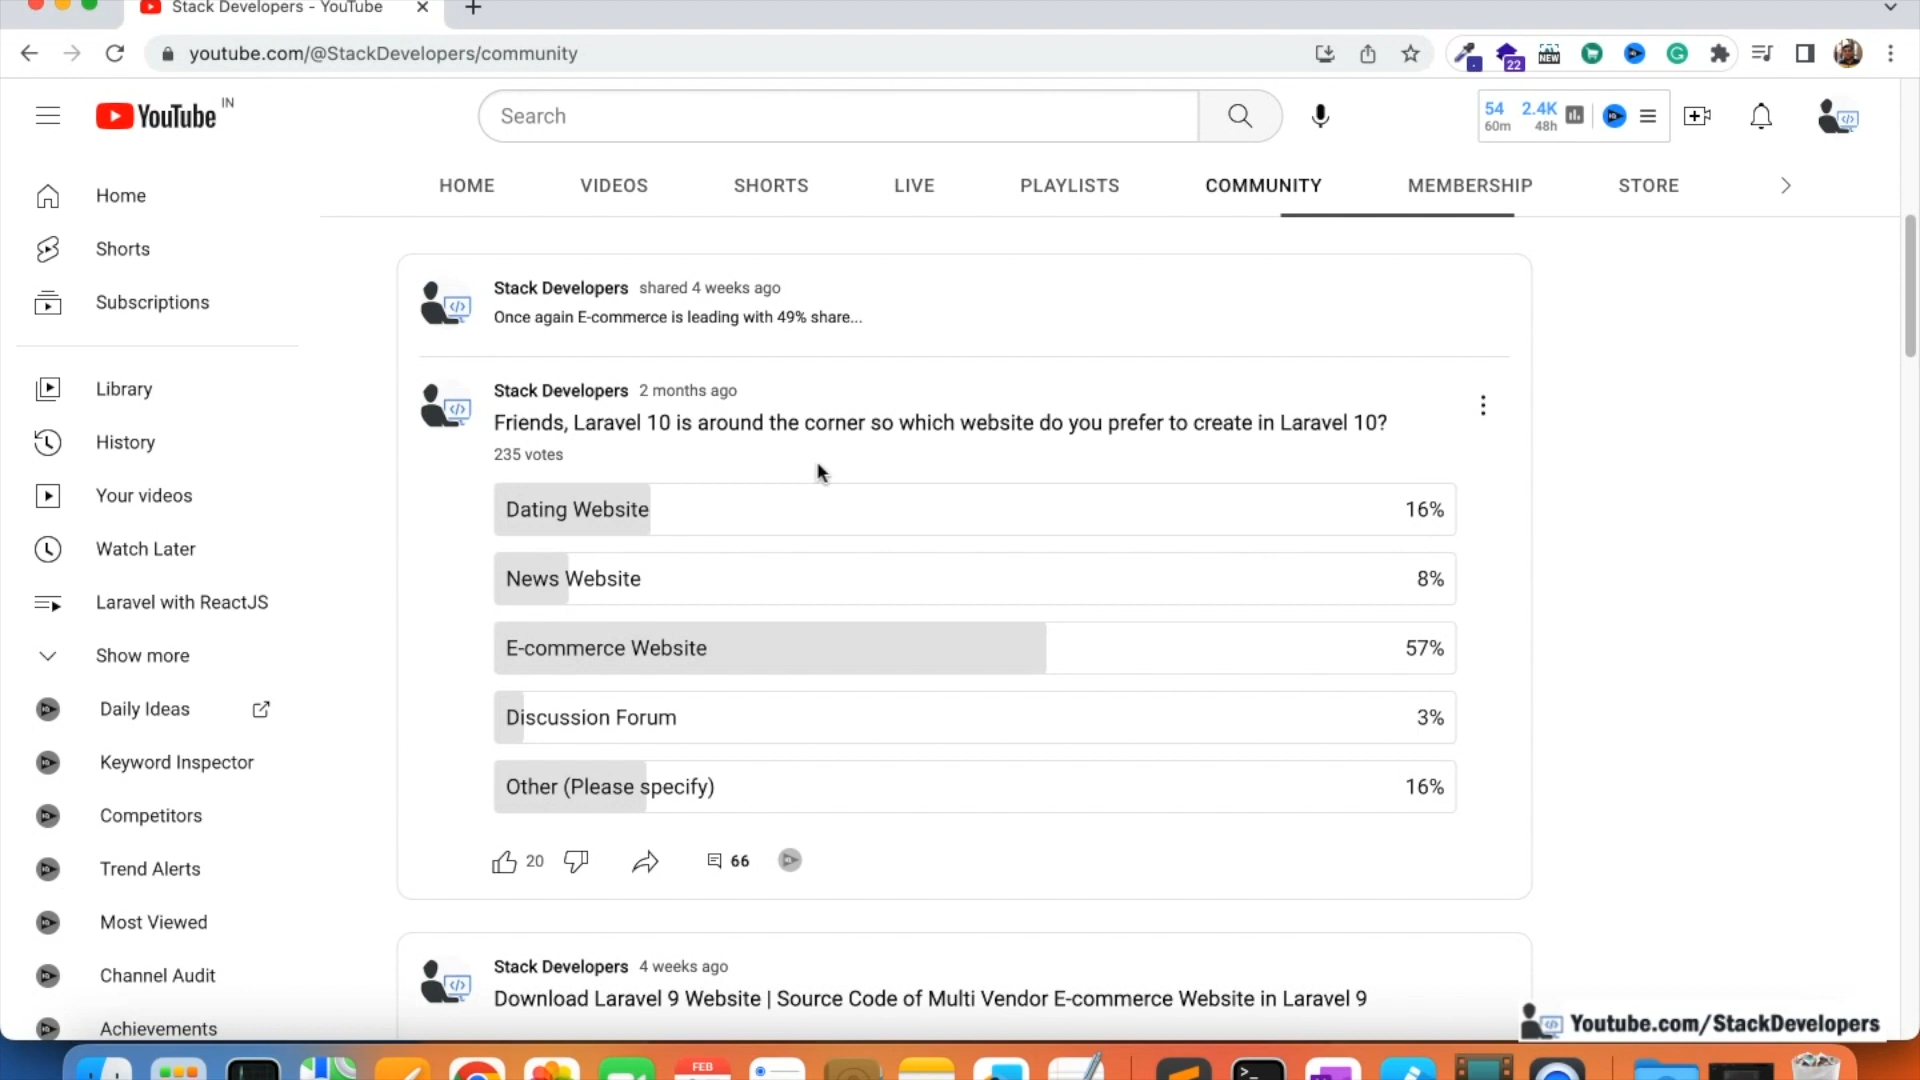 Stack Developers - YouTube
youtube.com/@StackDevelopers/community
22
NEW
YouTube IN
Search
54 2.4K
60m 48h
HOME VIDEOS SHORTS LIVE PLAYLISTS COMMUNITY MEMBERSHIP STORE
Home
Shorts
Subscriptions
Library
History
Your videos
Watch Later
Laravel with ReactJS
Show more
Daily Ideas
Keyword Inspector
Competitors
Trend Alerts
Most Viewed
Channel Audit
Achievements
Stack Developers shared 4 weeks ago
Once again E-commerce is leading with 49% share...
Stack Developers 2 months ago
Friends, Laravel 10 is around the corner so which website do you prefer to create in Laravel 10?
235 votes
Dating Website 16%
News Website 8%
E-commerce Website 57%
Discussion Forum 3%
Other (Please specify) 16%
20 66
Stack Developers 4 weeks ago
Download Laravel 9 Website | Source Code of Multi Vendor E-commerce Website in Laravel 9
Youtube.com/StackDevelopers
FEB